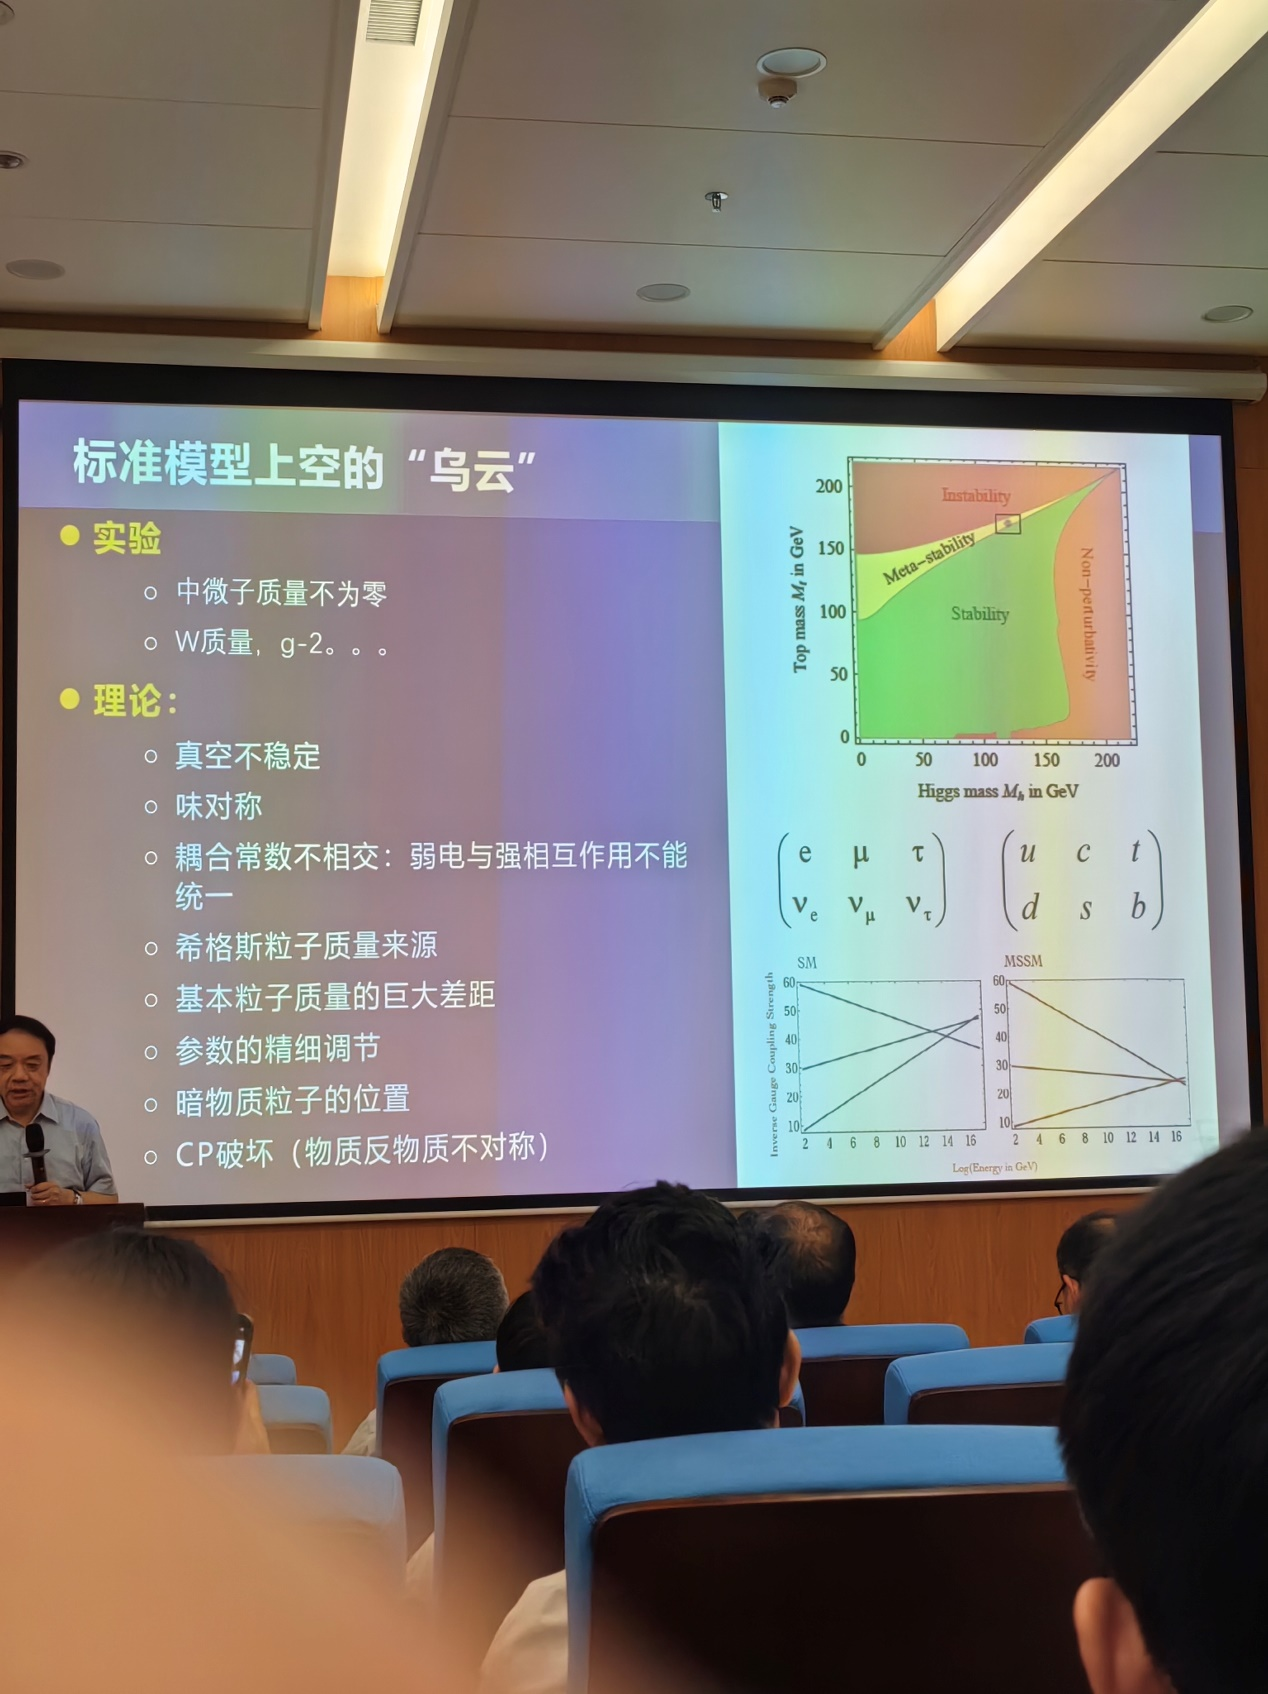 标准模型上空的“乌云”
实验
中微子质量不为零
W质量，g-2。。。
理论：
真空不稳定
味对称
耦合常数不相交：弱电与强相互作用不能
统一
希格斯粒子质量来源
基本粒子质量的巨大差距
参数的精细调节
暗物质粒子的位置
CP破坏（物质反物质不对称）
200
150
100
50
0
0 50 100 150 200
Top mass Mt in GeV
Higgs mass Mh in GeV
Instability
Meta-stability
Stability
Non-perturbativity
e μ τ
νe νμ ντ
u c t
d s b
SM
60
50
40
30
20
10
2 4 6 8 10 12 14 16
Inverse Gauge Coupling Strength
MSSM
60
50
40
30
20
10
2 4 6 8 10 12 14 16
Log(Energy in GeV)